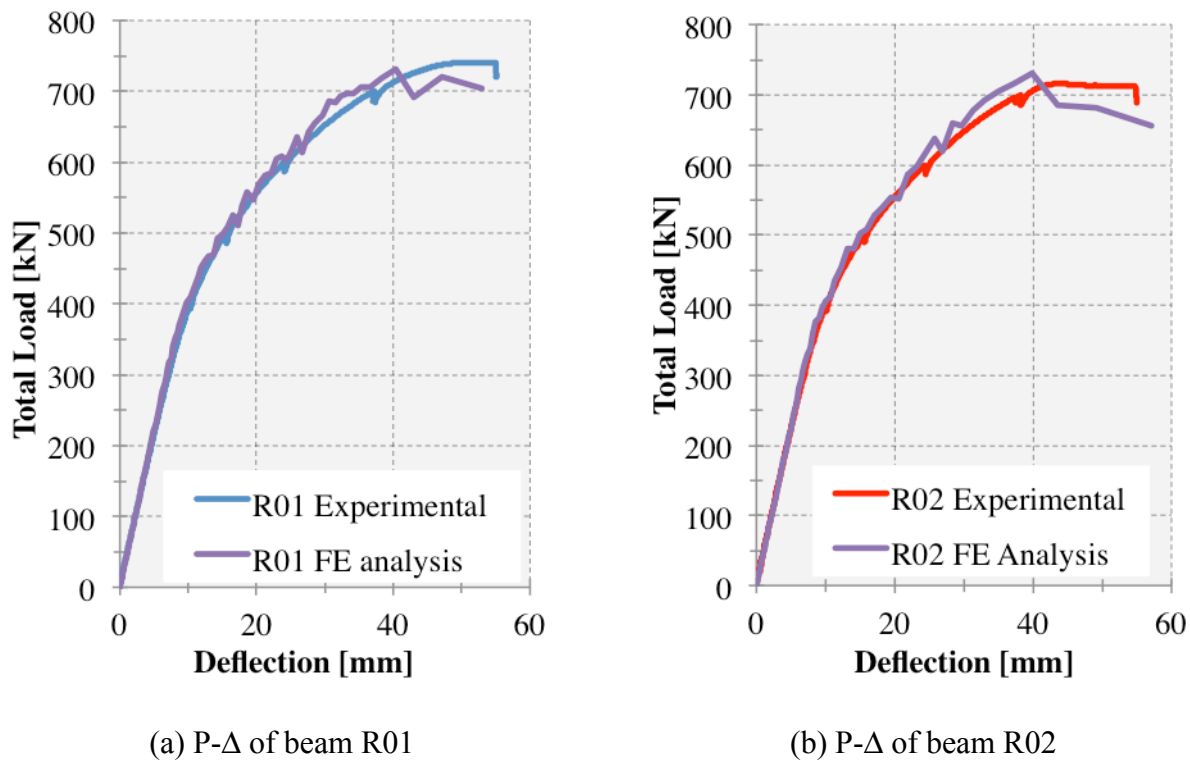 800
700
600
500
400
300
200
100
0
Total Load [kN]
R01 Experimental
R01 FE analysis
0 20 40 60
Deflection [mm]
(a) P-Δ of beam R01
800
700
600
500
400
300
200
100
0
Total Load [kN]
R02 Experimental
R02 FE Analysis
0 20 40 60
Deflection [mm]
(b) P-Δ of beam R02